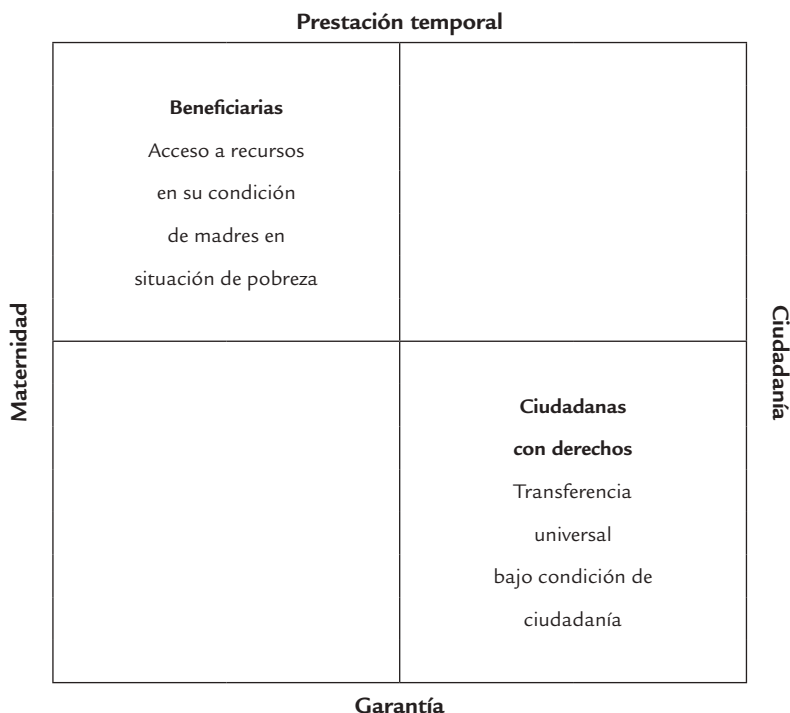 Prestación temporal
Beneficiarias
Acceso a recursos
en su condición
de madres en
situación de pobreza
Maternidad
Ciudadanía
Ciudadanas
con derechos
Transferencia
universal
bajo condición de
ciudadanía
Garantía